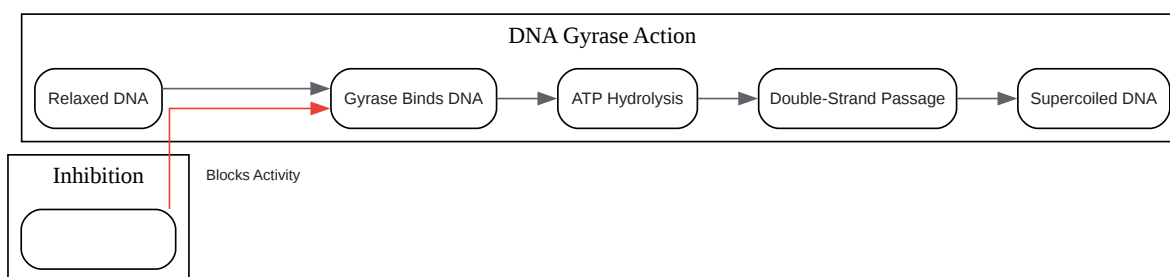 DNA Gyrase Action
Relaxed DNA
Gyrase Binds DNA
ATP Hydrolysis
Double-Strand Passage
Supercoiled DNA
Inhibition
Blocks Activity